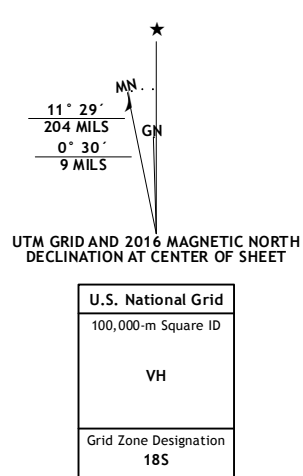 ★
MN
11° 29´
204 MILS
GN
0° 30´
9 MILS
UTM GRID AND 2016 MAGNETIC NORTH
DECLINATION AT CENTER OF SHEET
U.S. National Grid
100,000-m Square ID
VH
Grid Zone Designation
18S